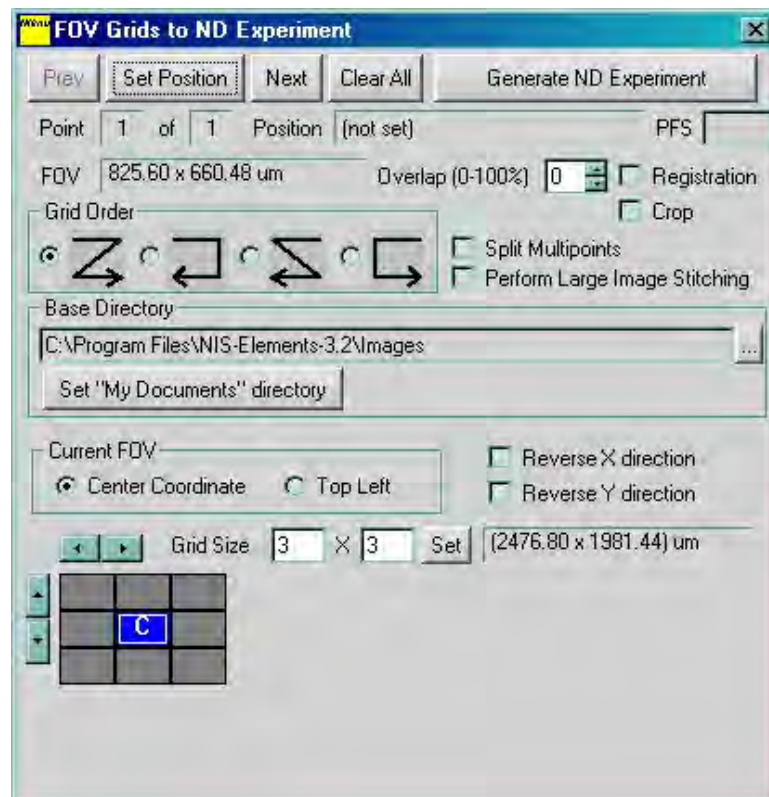 Menu FOV Grids to ND Experiment
Prev Set Position Next Clear All Generate ND Experiment
Point 1 of 1 Position (not set) PFS
FOV 825.60 x 660.48 um Overlap (0-100%) 0 Registration
Crop
Grid Order
Split Multipoints
Perform Large Image Stitching
Base Directory
C:\Program Files\NIS-Elements-3.2\Images ...
Set "My Documents" directory
Current FOV
Center Coordinate Top Left
Reverse X direction
Reverse Y direction
Grid Size 3 X 3 Set (2476.80 x 1981.44) um
C